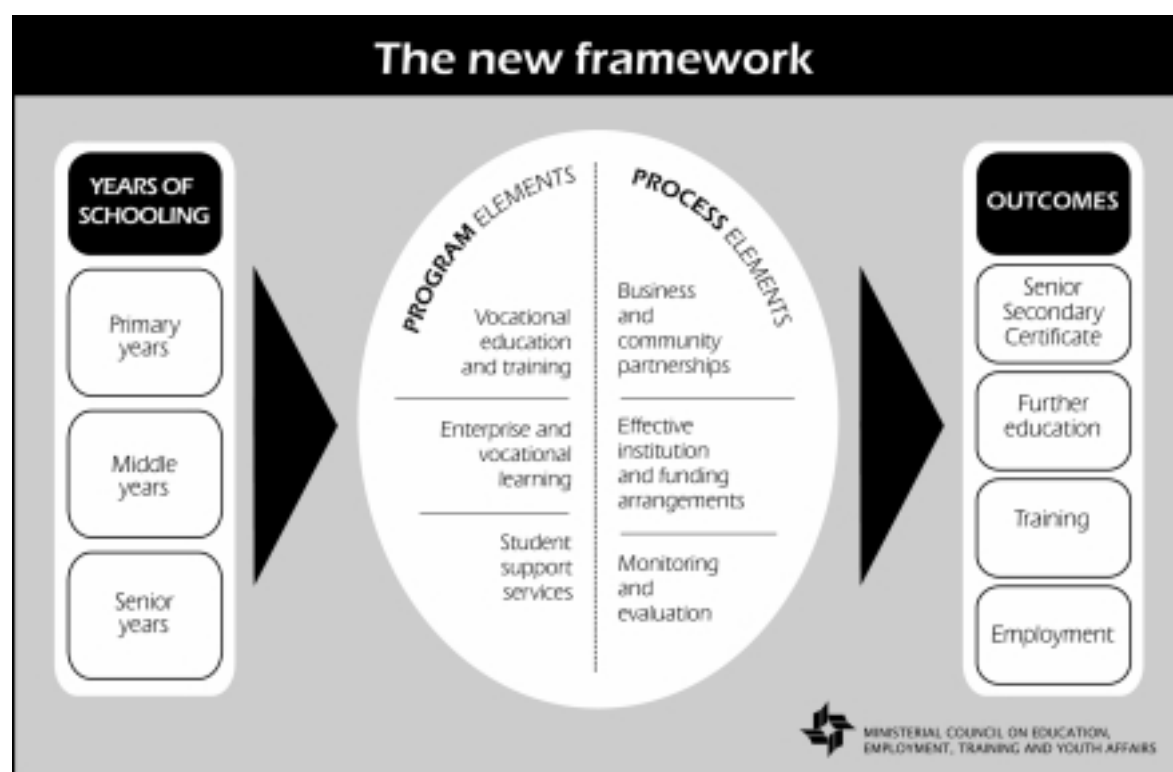 The new framework
YEARS OF
SCHOOLING
Primary
years
Middle
years
Senior
years
PROGRAM ELEMENTS
Vocational
education
and training
Enterprise and
vocational
learning
Student
support
services
PROCESS ELEMENTS
Business
and
community
partnerships
Effective
institution
and funding
arrangements
Monitoring
and
evaluation
OUTCOMES
Senior
Secondary
Certificate
Further
education
Training
Employment
MINISTERIAL COUNCIL ON EDUCATION,
EMPLOYMENT, TRAINING AND YOUTH AFFAIRS